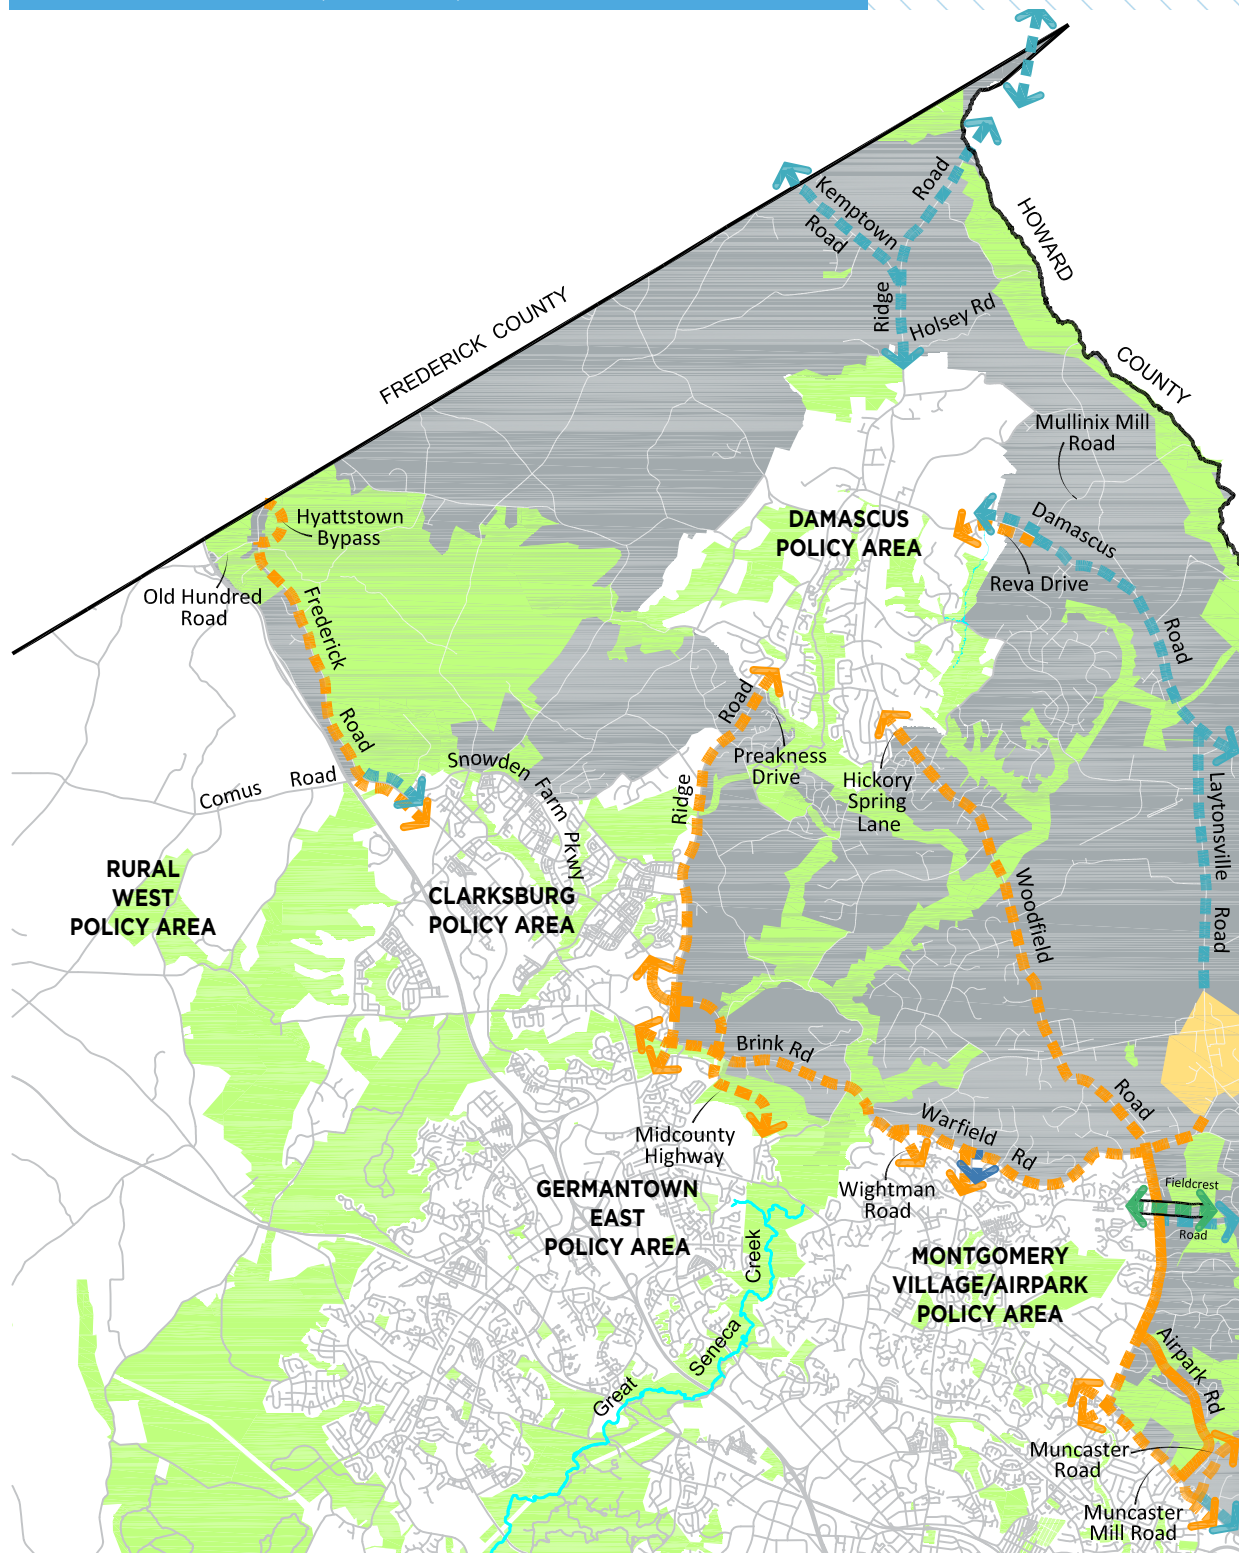 Kemptown
Road
Road
HOWARD
COUNTY
Ridge
Holsey Rd
FREDERICK COUNTY
Mullinix Mill
Road
Hyattstown
Bypass
DAMASCUS
POLICY AREA
Damascus
Road
Reva Drive
Old Hundred
Road
Frederick
Road
Road
Ridge
Preakness
Drive
Hickory
Spring
Lane
Snowden Farm Pkwy
Comus Road
Laytonsville
Road
RURAL
WEST
POLICY AREA
CLARKSBURG
POLICY AREA
Woodfield
Road
Brink Rd
Midcounty
Highway
Warfield Rd
Wightman
Road
Fieldcrest
Road
GERMANTOWN
EAST
POLICY AREA
MONTGOMERY
VILLAGE/AIRPARK
POLICY AREA
Great Seneca Creek
Airpark Rd
Muncaster
Road
Muncaster
Mill Road